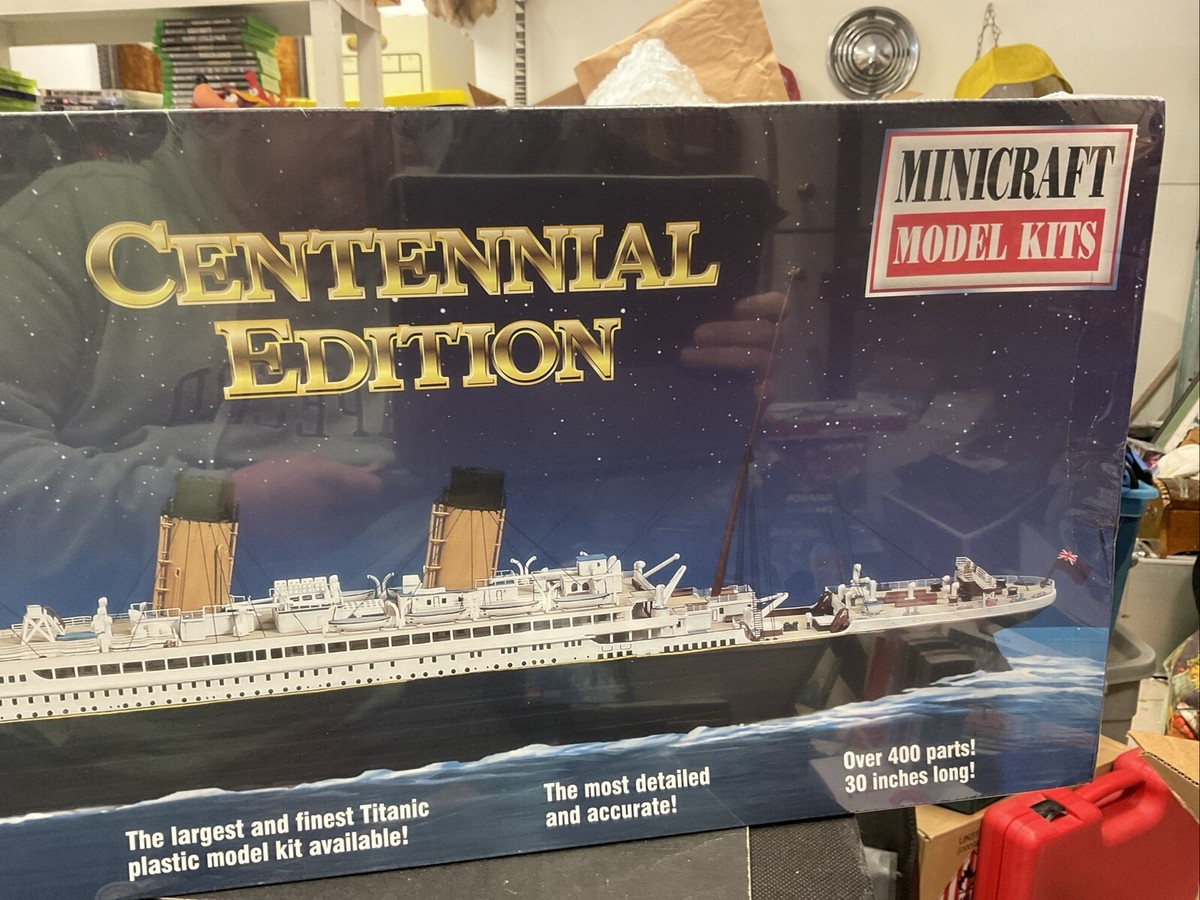 MINICRAFT
MODEL KITS
CENTENNIAL
EDITION
The largest and finest Titanic
plastic model kit available!
The most detailed
and accurate!
Over 400 parts!
30 inches long!